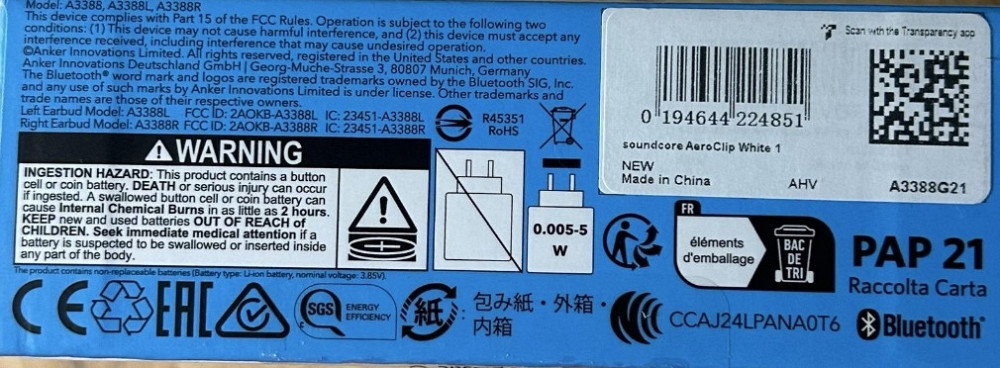 Model: A3388, A3388L, A3388R
This device complies with Part 15 of the FCC Rules. Operation is subject to the following two
conditions: (1) This device may not cause harmful interference, and (2) this device must accept any
interference received, including interference that may cause undesired operation.
©Anker Innovations Limited. All rights reserved, registered in the United States and other countries.
Anker Innovations Deutschland GmbH | Georg-Muche-Strasse 3, 80807 Munich, Germany
The Bluetooth® word mark and logos are registered trademarks owned by the Bluetooth SIG, Inc.
and any use of such marks by Anker Innovations Limited is under license. Other trademarks and
trade names are those of their respective owners.
Left Earbud Model: A3388L FCC ID: 2AOKB-A3388L IC: 23451-A3388L
Right Earbud Model: A3388R FCC ID: 2AOKB-A3388R IC: 23451-A3388R
R45351
RoHS
Scan with the Transparency app
0 194644 224851
soundcore AeroClip White 1
NEW
Made in China
AHV
A3388G21
WARNING
INGESTION HAZARD: This product contains a button
cell or coin battery. DEATH or serious injury can occur
if ingested. A swallowed button cell or coin battery can
cause Internal Chemical Burns in as little as 2 hours.
KEEP new and used batteries OUT OF REACH of
CHILDREN. Seek immediate medical attention if a
battery is suspected to be swallowed or inserted inside
any part of the body.
The product contains non-replaceable batteries (Battery type: Li-ion battery, nominal voltage: 3.85V).
0.005-5
W
FR
éléments
d'emballage
BAC
DE
TRI
PAP 21
Raccolta Carta
CE
EAC
SGS
ENERGY
EFFICIENCY
紙
包み紙・外箱・
内箱
CCAJ24LPANA0T6
Bluetooth®